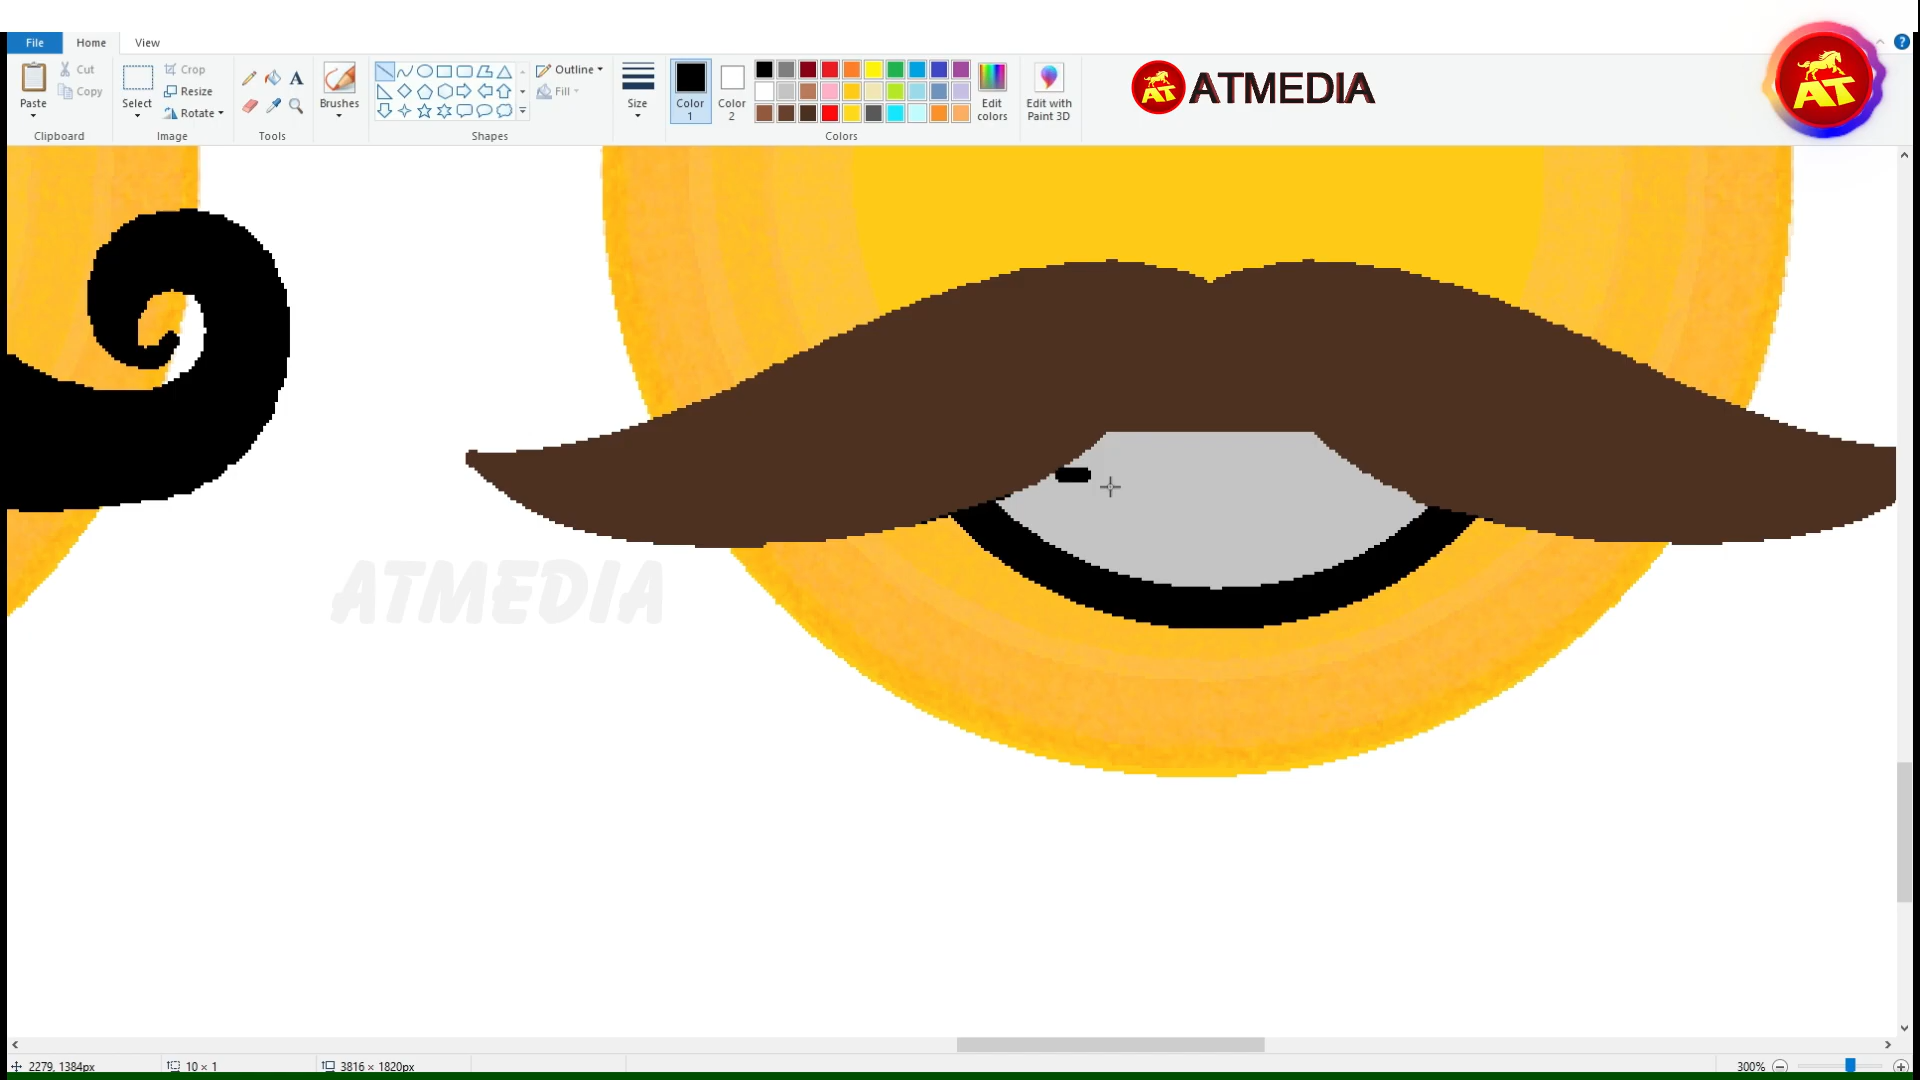 File Home View
Paste
Cut
Copy
Clipboard
Select
Crop
Resize
Rotate
Image
A
Tools
Brushes
Outline
Fill
Shapes
Size
Color 1
Color 2
Edit colors
Colors
Edit with Paint 3D
AT ATMEDIA
AT
?
ATMEDIA
2279, 1384px 10 × 1 3816 × 1820px 300%